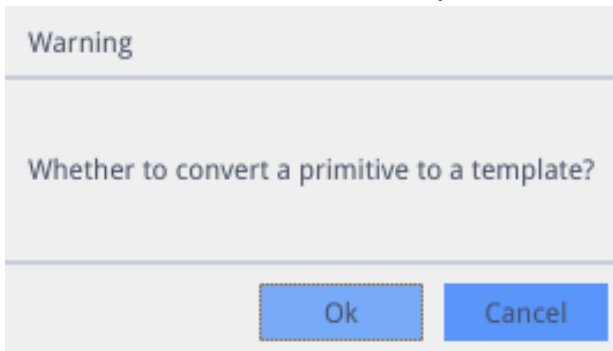 Warning
Whether to convert a primitive to a template?
Ok
Cancel